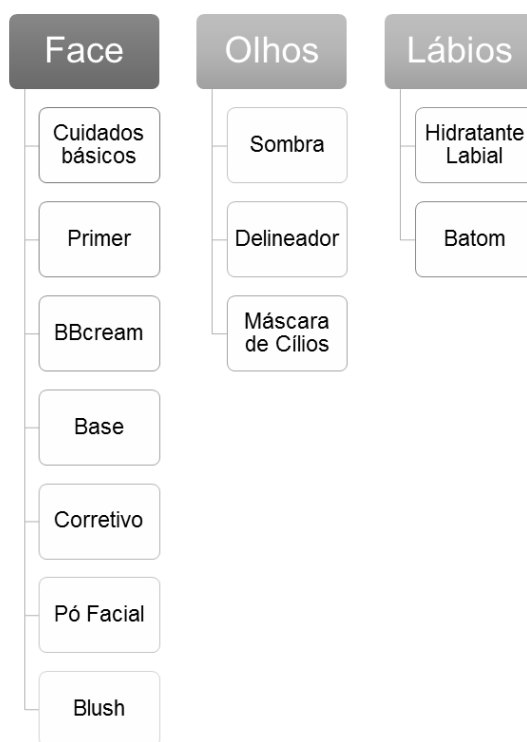 Face
Cuidados
básicos
Primer
BBcream
Base
Corretivo
Pó Facial
Blush
Olhos
Sombra
Delineador
Máscara
de Cílios
Lábios
Hidratante
Labial
Batom